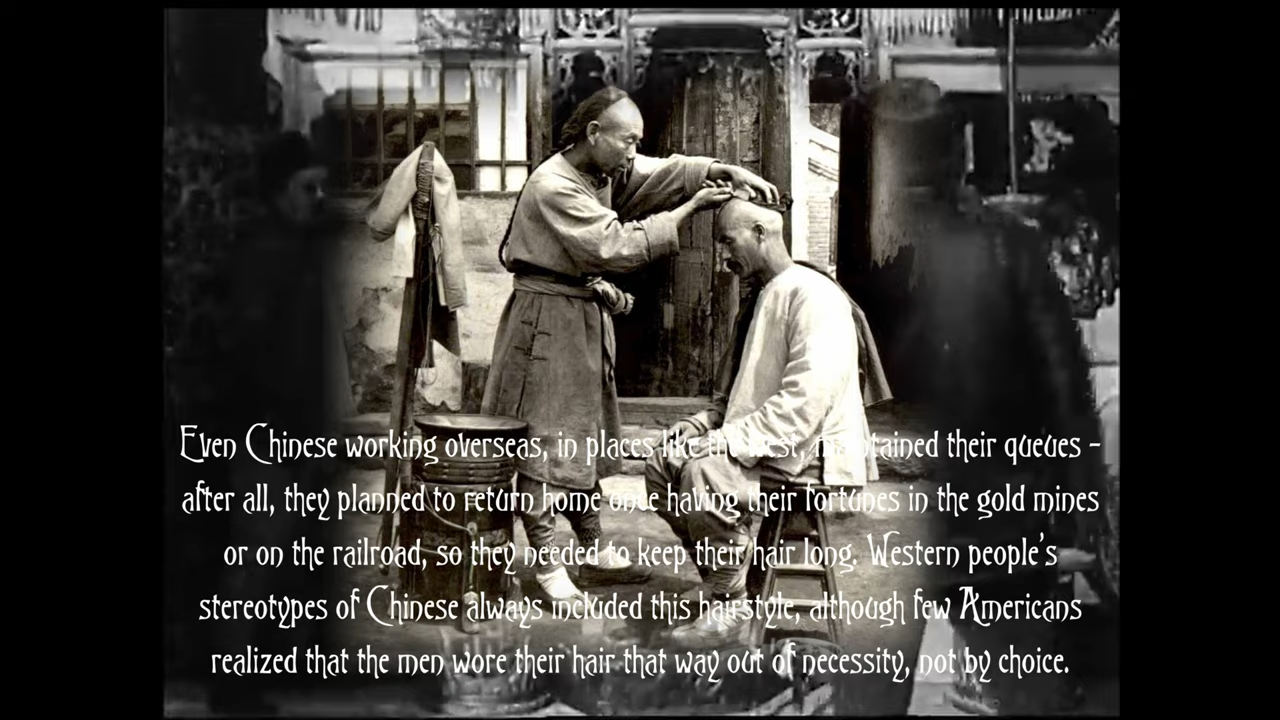 Even Chinese working overseas, in places like the West, maintained their queues -
after all, they planned to return home once having their fortunes in the gold mines
or on the railroad, so they needed to keep their hair long. Western people's
stereotypes of Chinese always included this hairstyle, although few Americans
realized that the men wore their hair that way out of necessity, not by choice.